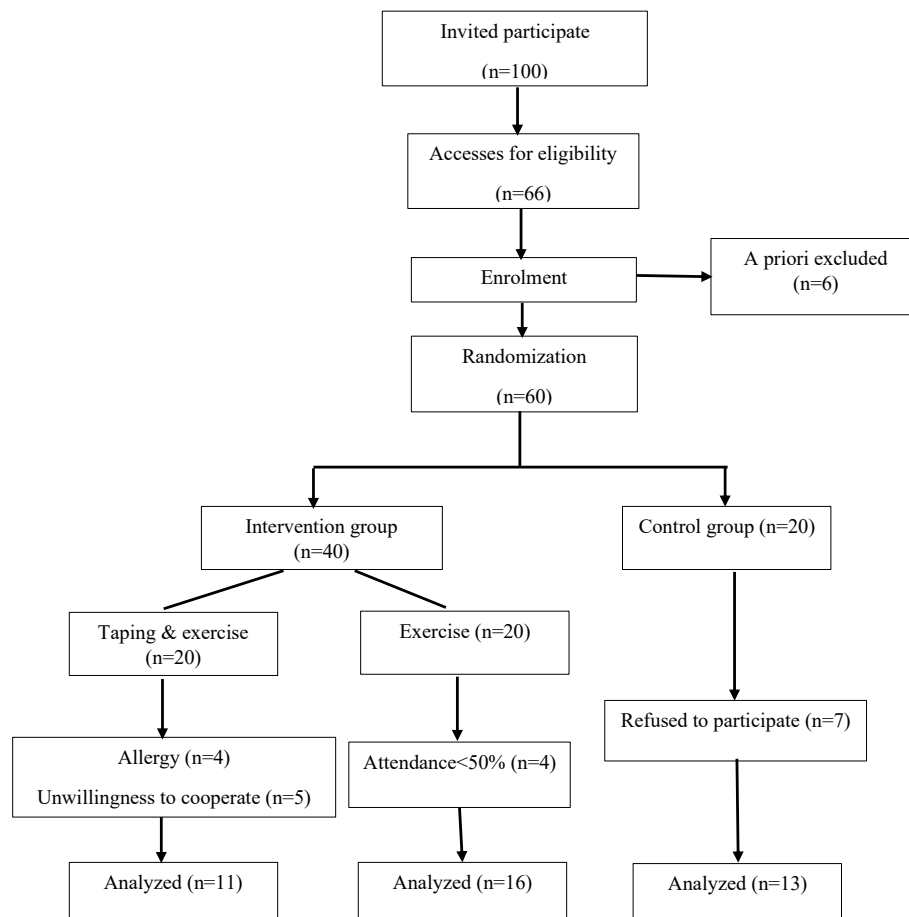 Invited participate
(n=100)
Accesses for eligibility
(n=66)
Enrolment
A priori excluded
(n=6)
Randomization
(n=60)
Intervention group
(n=40)
Control group (n=20)
Taping & exercise
(n=20)
Exercise (n=20)
Refused to participate (n=7)
Allergy (n=4)
Unwillingness to cooperate (n=5)
Attendance<50% (n=4)
Analyzed (n=11)
Analyzed (n=16)
Analyzed (n=13)